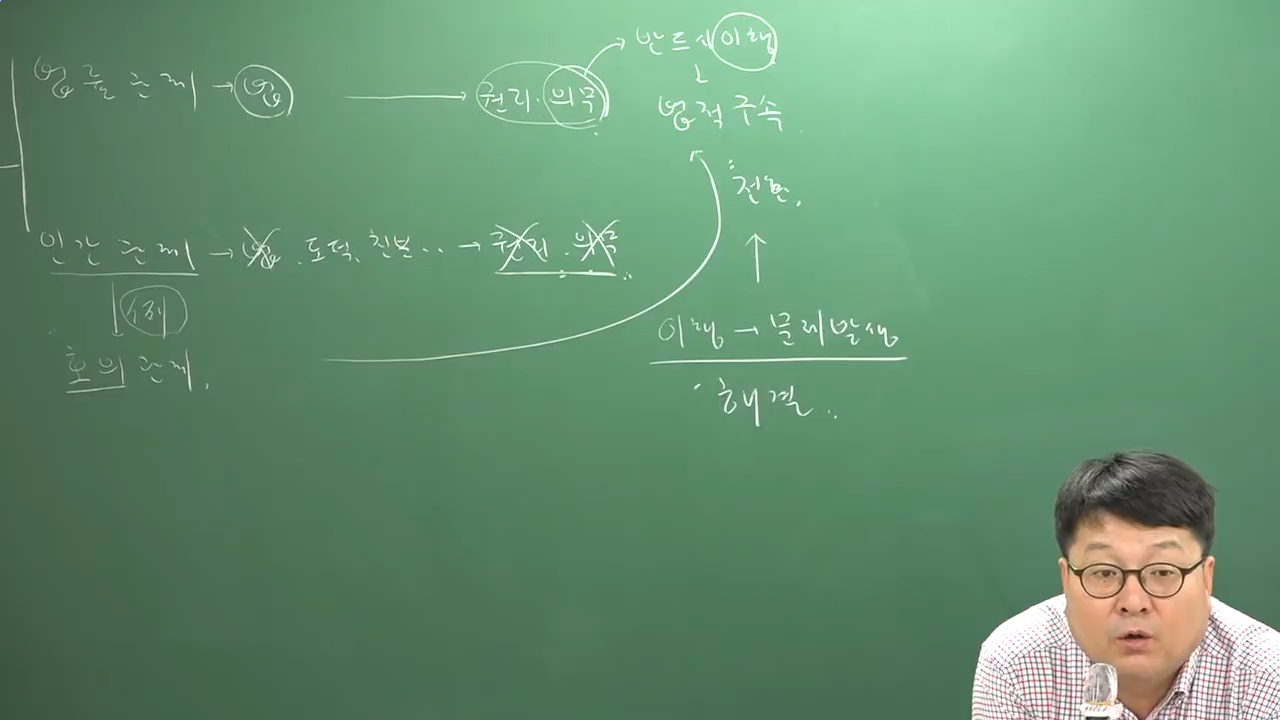 법률관계 → 법 → 권리·의무 → 반드시 이행
↓
법적 구속.
전환.
인간관계 → 법.도덕.친분.. → 권리.의무
사례
호의관계.
이행 → 문제발생
해결..